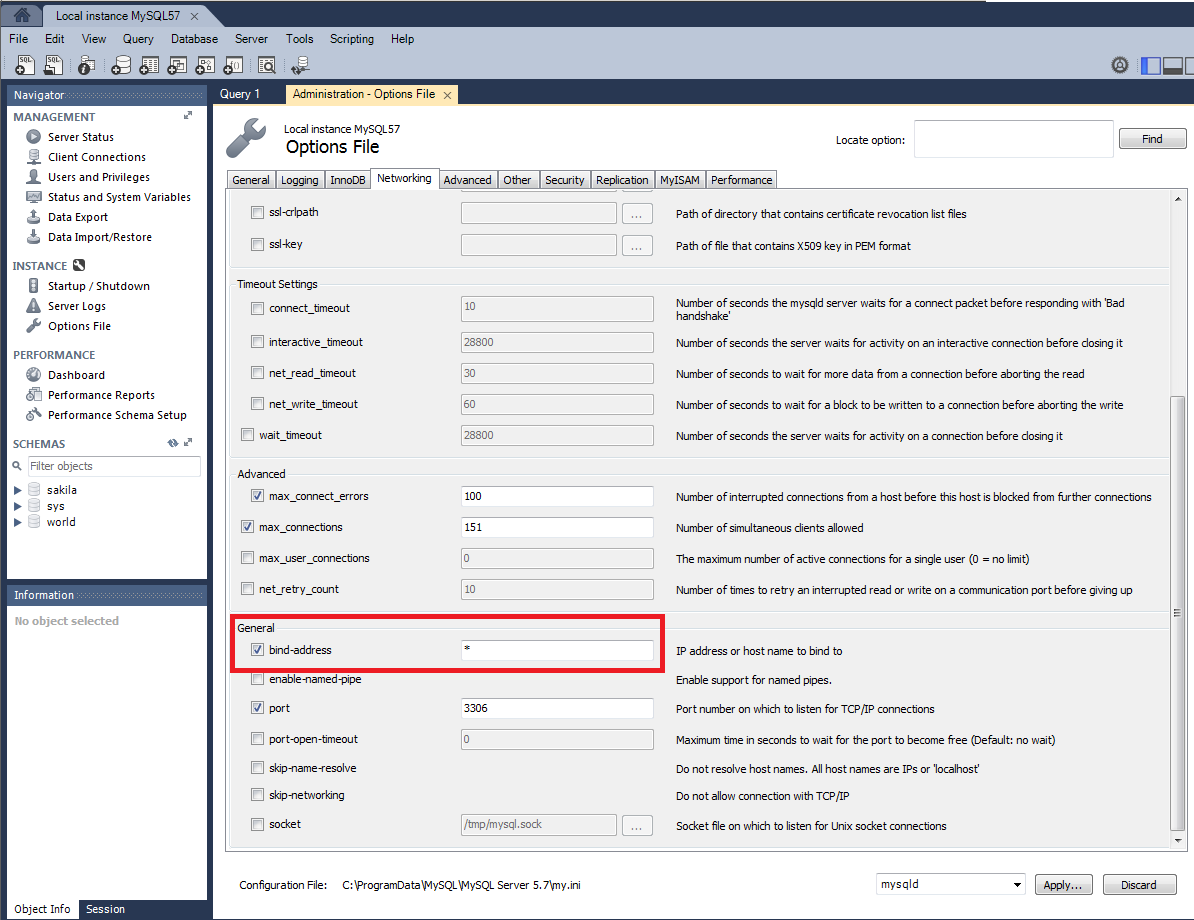 Local instance MySQL57
File Edit View Query Database Server Tools Scripting Help
SQL SQL
Navigator
MANAGEMENT
Server Status
Client Connections
Users and Privileges
Status and System Variables
Data Export
Data Import/Restore
INSTANCE
Startup / Shutdown
Server Logs
Options File
PERFORMANCE
Dashboard
Performance Reports
Performance Schema Setup
SCHEMAS
Filter objects
sakila
sys
world
Information
No object selected
Object Info Session
Query 1 Administration - Options File
Local instance MySQL57
Options File
Locate option: Find
General Logging InnoDB Networking Advanced Other Security Replication MyISAM Performance
ssl-crlpath ... Path of directory that contains certificate revocation list files
ssl-key ... Path of file that contains X509 key in PEM format
Timeout Settings
connect_timeout 10 Number of seconds the mysqld server waits for a connect packet before responding with 'Bad
handshake'
interactive_timeout 28800 Number of seconds the server waits for activity on an interactive connection before closing it
net_read_timeout 30 Number of seconds to wait for more data from a connection before aborting the read
net_write_timeout 60 Number of seconds to wait for a block to be written to a connection before aborting the write
wait_timeout 28800 Number of seconds the server waits for activity on a connection before closing it
Advanced
max_connect_errors 100 Number of interrupted connections from a host before this host is blocked from further connections
max_connections 151 Number of simultaneous clients allowed
max_user_connections 0 The maximum number of active connections for a single user (0 = no limit)
net_retry_count 10 Number of times to retry an interrupted read or write on a communication port before giving up
General
bind-address * IP address or host name to bind to
enable-named-pipe Enable support for named pipes.
port 3306 Port number on which to listen for TCP/IP connections
port-open-timeout 0 Maximum time in seconds to wait for the port to become free (Default: no wait)
skip-name-resolve Do not resolve host names. All host names are IPs or 'localhost'
skip-networking Do not allow connection with TCP/IP
socket /tmp/mysql.sock ... Socket file on which to listen for Unix socket connections
Configuration File: C:\ProgramData\MySQL\MySQL Server 5.7\my.ini mysqld Apply... Discard